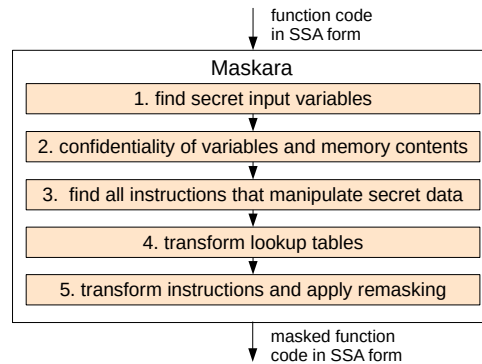 function code
in SSA form
Maskara
1. find secret input variables
2. confidentiality of variables and memory contents
3. find all instructions that manipulate secret data
4. transform lookup tables
5. transform instructions and apply remasking
masked function
code in SSA form